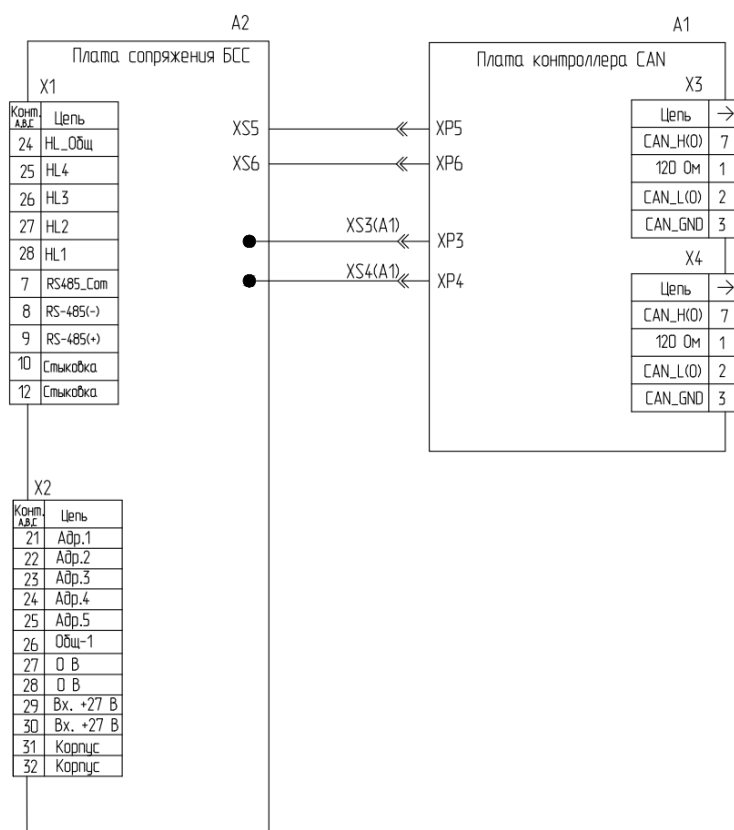 A2
Плата сопряжения БСС
X1
Конт. А,В,С Цепь
24 HL_Общ
25 HL4
26 HL3
27 HL2
28 HL1
7 RS485_Com
8 RS-485(-)
9 RS-485(+)
10 Стыковка
12 Стыковка
X2
Конт. А,В,С Цепь
21 Адр.1
22 Адр.2
23 Адр.3
24 Адр.4
25 Адр.5
26 Общ-1
27 0 В
28 0 В
29 Вх. +27 В
30 Вх. +27 В
31 Корпус
32 Корпус
XS5 XP5
XS6 XP6
XS3(A1) XP3
XS4(A1) XP4
A1
Плата контроллера CAN
X3
Цепь →
CAN_H(0) 7
120 Ом 1
CAN_L(0) 2
CAN_GND 3
X4
Цепь →
CAN_H(0) 7
120 Ом 1
CAN_L(0) 2
CAN_GND 3